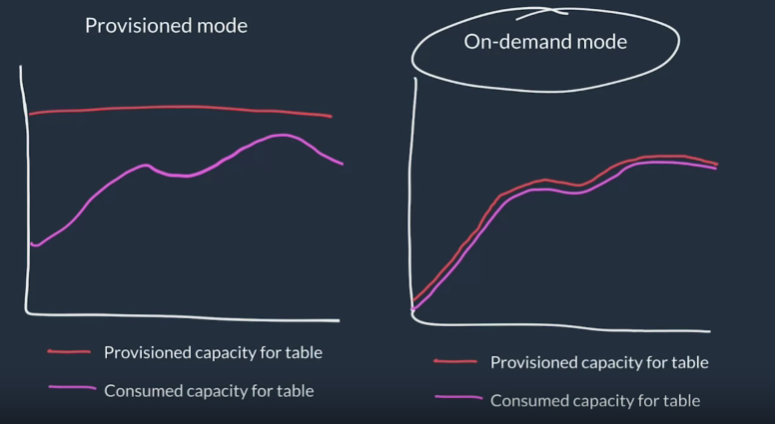 Provisioned mode
Provisioned capacity for table
Consumed capacity for table
On-demand mode
Provisioned capacity for table
Consumed capacity for table